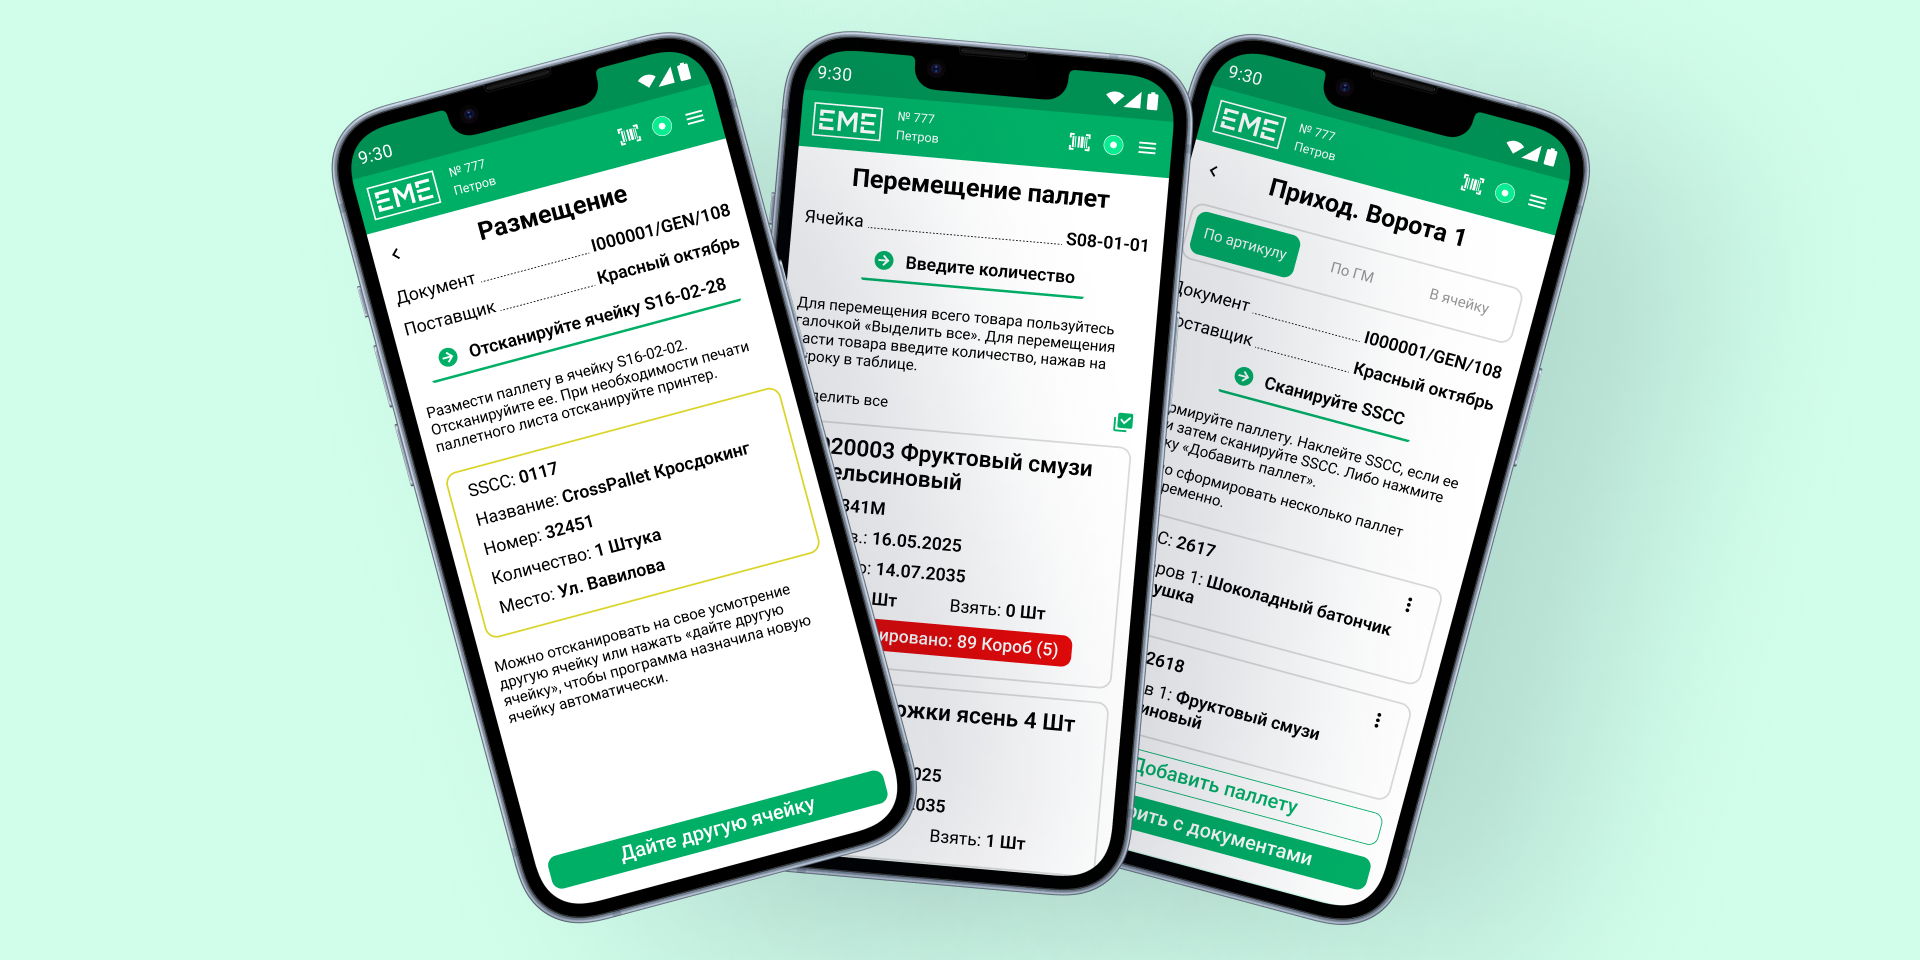 9:30
EME
№ 777
Петров
Размещение
Документ I000001/GEN/108
Поставщик Красный октябрь
Отсканируйте ячейку S16-02-28
Размести паллету в ячейку S16-02-02.
Отсканируйте ее. При необходимости печати
паллетного листа отсканируйте принтер.
SSCC: 0117
Название: CrossPallet Кросдокинг
Номер: 32451
Количество: 1 Штука
Место: Ул. Вавилова
Можно отсканировать на свое усмотрение
другую ячейку или нажать «дайте другую
ячейку», чтобы программа назначила новую
ячейку автоматически.
Дайте другую ячейку
9:30
EME
№ 777
Петров
Перемещение паллет
Ячейка S08-01-01
Введите количество
Для перемещения всего товара пользуйтесь
галочкой «Выделить все». Для перемещения
асти товара введите количество, нажав на
року в таблице.
делить все
20003 Фруктовый смузи
ельсиновый
341М
в.: 16.05.2025
о: 14.07.2035
Шт Взять: 0 Шт
ировано: 89 Короб (5)
ожки ясень 4 Шт
025
035
Взять: 1 Шт
9:30
EME
№ 777
Петров
Приход. Ворота 1
По артикулу
По ГМ
В ячейку
Документ I000001/GEN/108
оставщик Красный октябрь
Сканируйте SSCC
рмируйте паллету. Наклейте SSCC, если ее
и затем сканируйте SSCC. Либо нажмите
ку «Добавить паллет».
о сформировать несколько паллет
ременно.
C: 2617
ров 1: Шоколадный батончик
ушка
2618
в 1: Фруктовый смузи
иновый
Добавить паллету
рить с документами